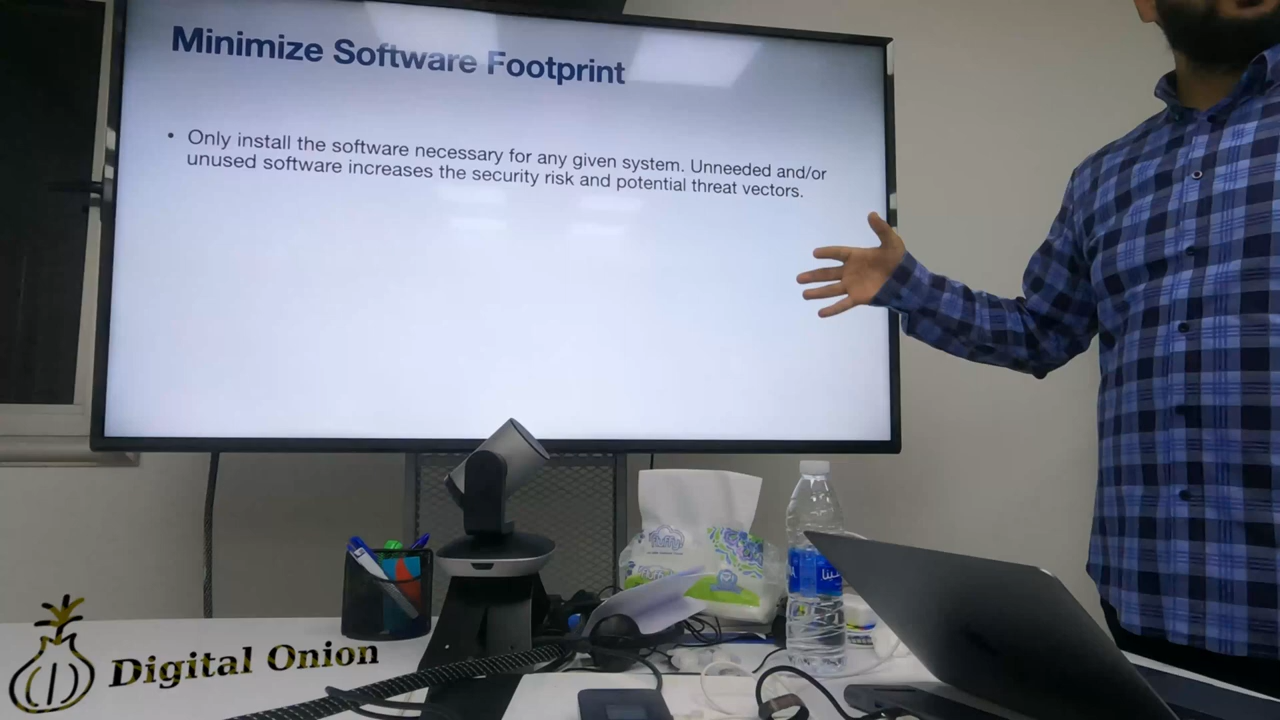 Minimize Software Footprint
• Only install the software necessary for any given system. Unneeded and/or
unused software increases the security risk and potential threat vectors.
Digital Onion